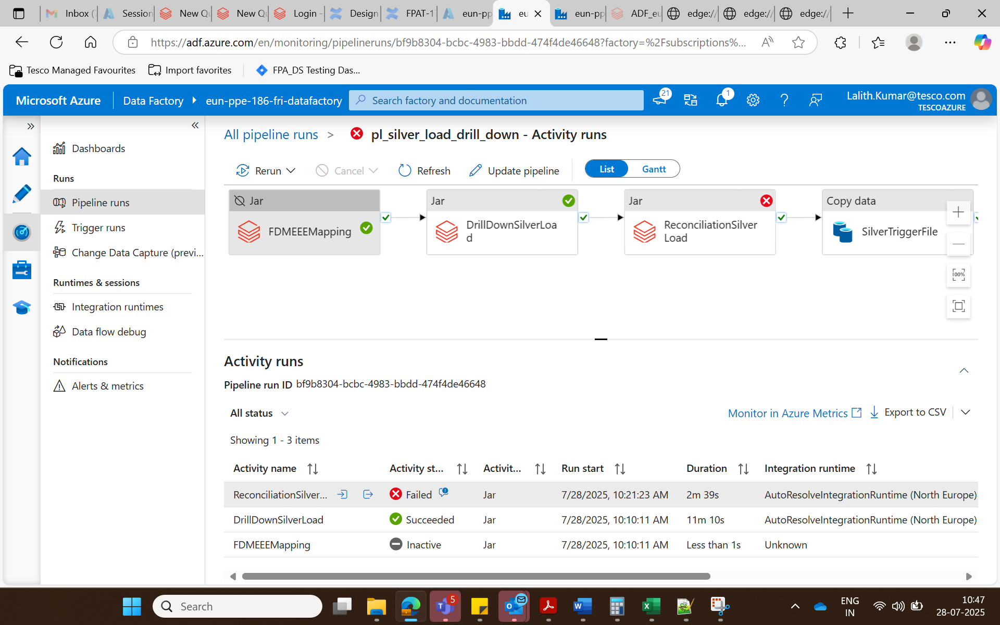 Inbox (
Session
New Qu
New Qu
Login -
Design
FPAT-1
eun-pp
eu
eun-pp
ADF_eu
edge://
edge://
edge://
https://adf.azure.com/en/monitoring/pipelineruns/bf9b8304-bcbc-4983-bbdd-474f4de46648?factory=%2Fsubscriptions%...
Tesco Managed Favourites
Import favorites
FPA_DS Testing Das...
Microsoft Azure
Data Factory
eun-ppe-186-fri-datafactory
Search factory and documentation
21
1
Lalith.Kumar@tesco.com
TESCOAZURE
Dashboards
Runs
Pipeline runs
Trigger runs
Change Data Capture (previ...
Runtimes & sessions
Integration runtimes
Data flow debug
Notifications
Alerts & metrics
All pipeline runs >
pl_silver_load_drill_down - Activity runs
Rerun
Cancel
Refresh
Update pipeline
List
Gantt
Jar
FDMEEEMapping
Jar
DrillDownSilverLoa
d
Jar
ReconciliationSilver
Load
Copy data
SilverTriggerFile
100%
Activity runs
Pipeline run ID bf9b8304-bcbc-4983-bbdd-474f4de46648
All status
Monitor in Azure Metrics
Export to CSV
Showing 1 - 3 items
Activity name Activity st... Activit... Run start Duration Integration runtime
ReconciliationSilver... Failed Jar 7/28/2025, 10:21:23 AM 2m 39s AutoResolveIntegrationRuntime (North Europe)
DrillDownSilverLoad Succeeded Jar 7/28/2025, 10:10:11 AM 11m 10s AutoResolveIntegrationRuntime (North Europe)
FDMEEEMapping Inactive Jar 7/28/2025, 10:10:11 AM Less than 1s Unknown
Search
5
ENG
IN
10:47
28-07-2025